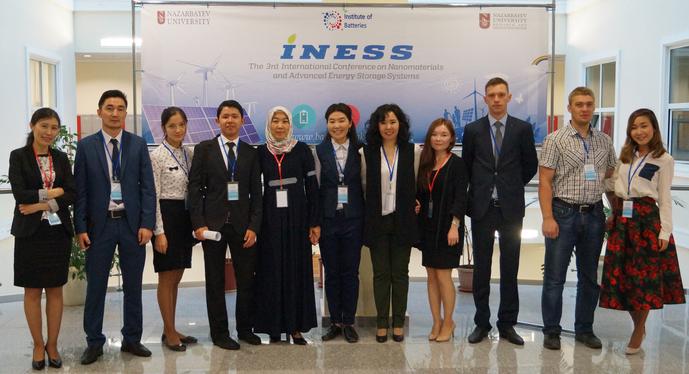 NAZARBAYEV
UNIVERSITY
Institute of
Batteries
NAZARBAYEV
UNIVERSITY
iNESS
The 3rd International Conference on Nanomaterials
and Advanced Energy Storage Systems